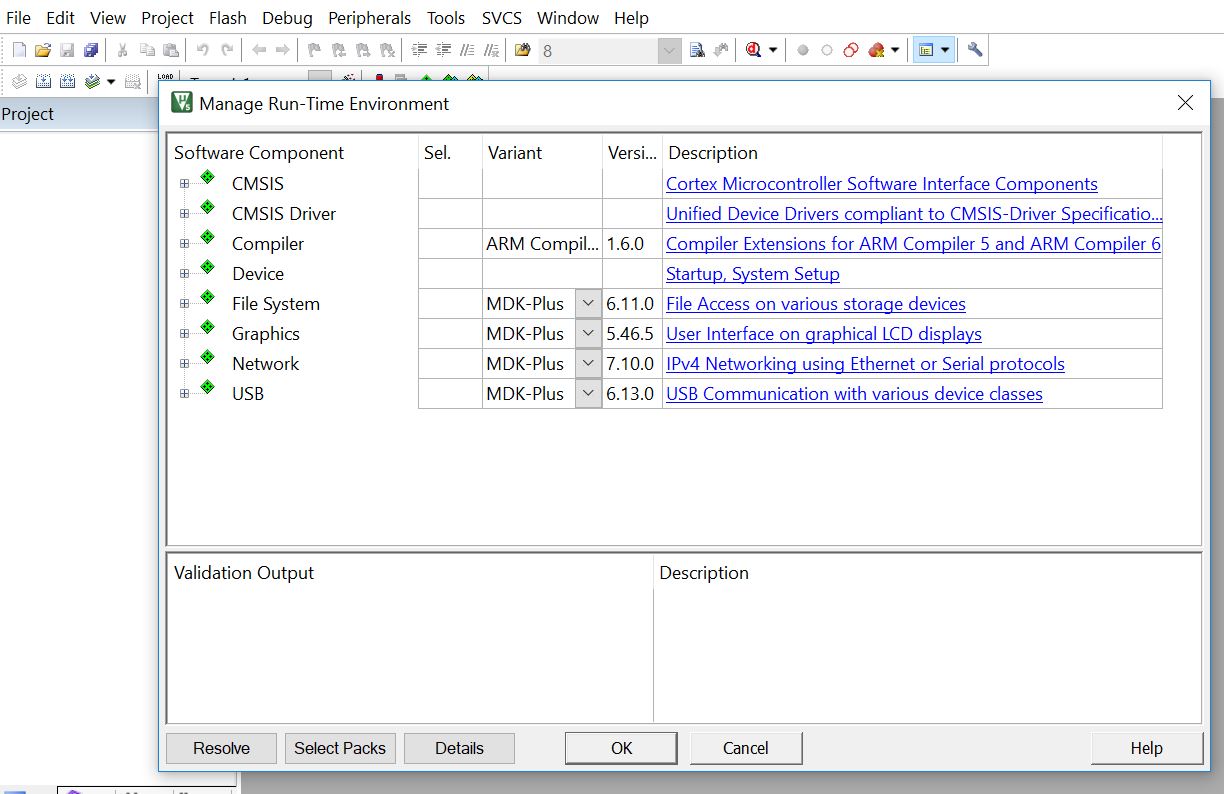 File Edit View Project Flash Debug Peripherals Tools SVCS Window Help
8
LOAD
Project
Manage Run-Time Environment
Software Component Sel. Variant Versi... Description
CMSIS Cortex Microcontroller Software Interface Components
CMSIS Driver Unified Device Drivers compliant to CMSIS-Driver Specificatio...
Compiler ARM Compil... 1.6.0 Compiler Extensions for ARM Compiler 5 and ARM Compiler 6
Device Startup, System Setup
File System MDK-Plus 6.11.0 File Access on various storage devices
Graphics MDK-Plus 5.46.5 User Interface on graphical LCD displays
Network MDK-Plus 7.10.0 IPv4 Networking using Ethernet or Serial protocols
USB MDK-Plus 6.13.0 USB Communication with various device classes
Validation Output Description
Resolve Select Packs Details OK Cancel Help